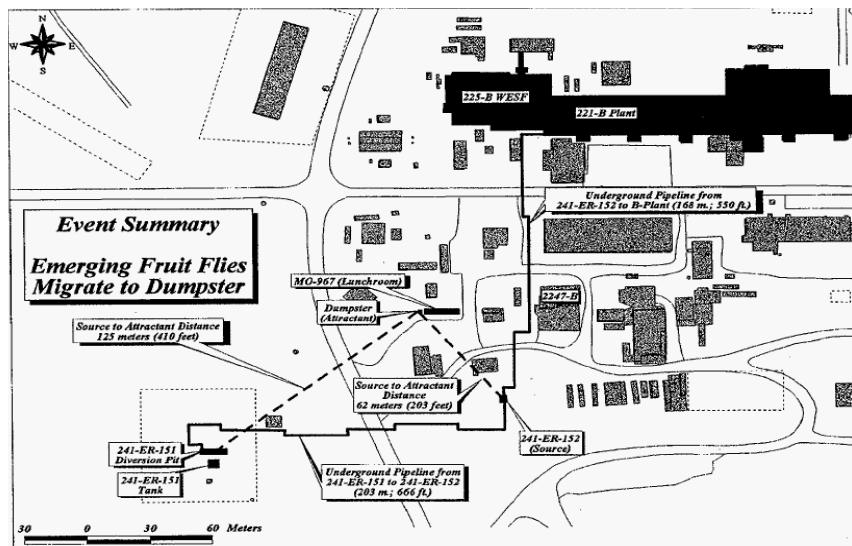 N
W E
S
225-B WESF
221-B Plant
Underground Pipeline from
241-ER-152 to B-Plant (168 m.; 550 ft.)
Event Summary
Emerging Fruit Flies
Migrate to Dumpster
MO-967 (Lunchroom)
Dumpster
(Attractant)
2247-B
Source to Attractant Distance
125 meters (410 feet)
Source to Attractant
Distance
62 meters (203 feet)
241-ER-151
Diversion Pit
241-ER-152
(Source)
241-ER-151
Tank
Underground Pipeline from
241-ER-151 to 241-ER-152
(203 m.; 666 ft.)
30 0 30 60 Meters